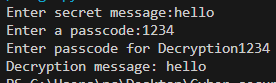 Enter secret message:hello
Enter a passcode:1234
Enter passcode for Decryption1234
Decryption message: hello